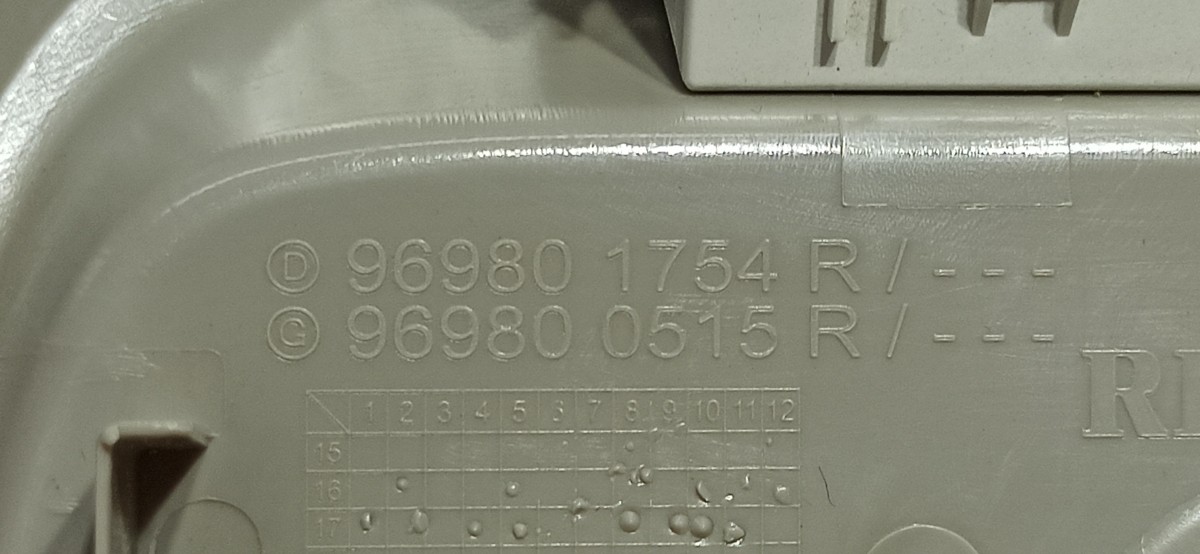 D 96980 1754 R / - - -
G 96980 0515 R / - - -
1 2 3 4 5 6 7 8 9 10 11 12
15
16
17